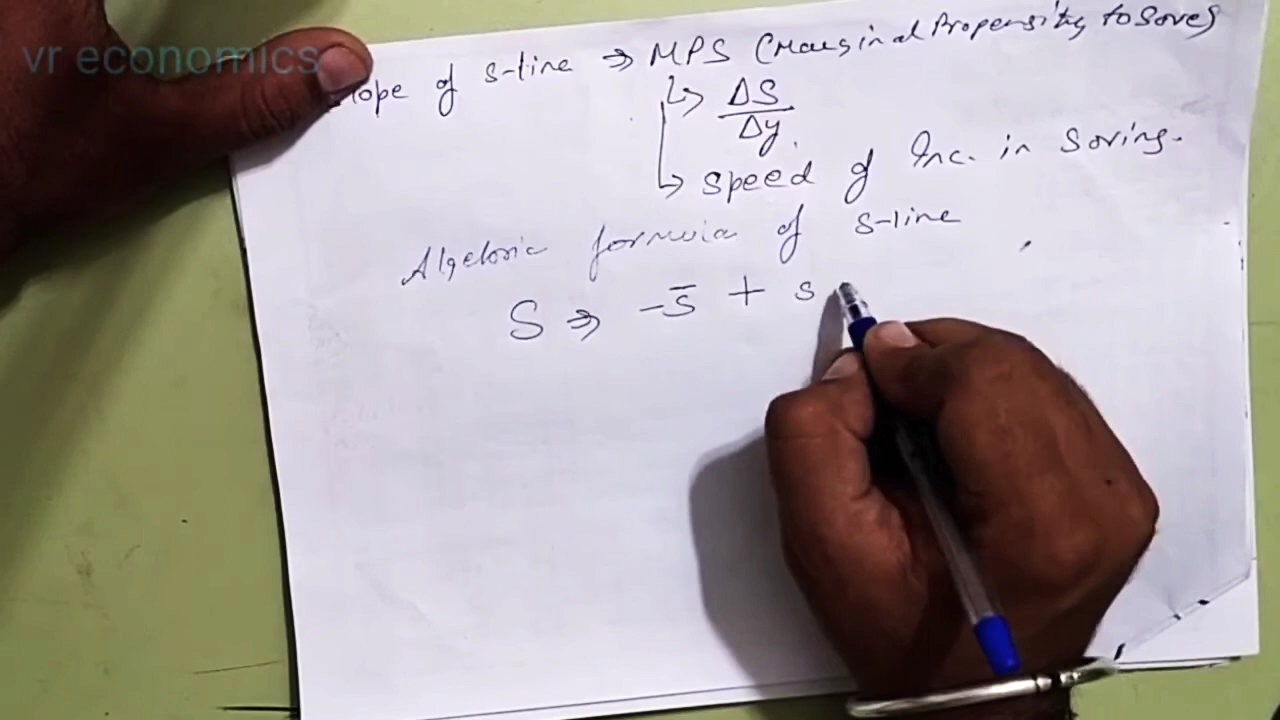 vr economics
lope of s-line ⇒ MPS (Marginal Propensity to Save)
↳ ΔS
Δy.
↳ Speed of Inc. in Saving.
Algebric formula of s-line
S ⇒ -s̄ + s